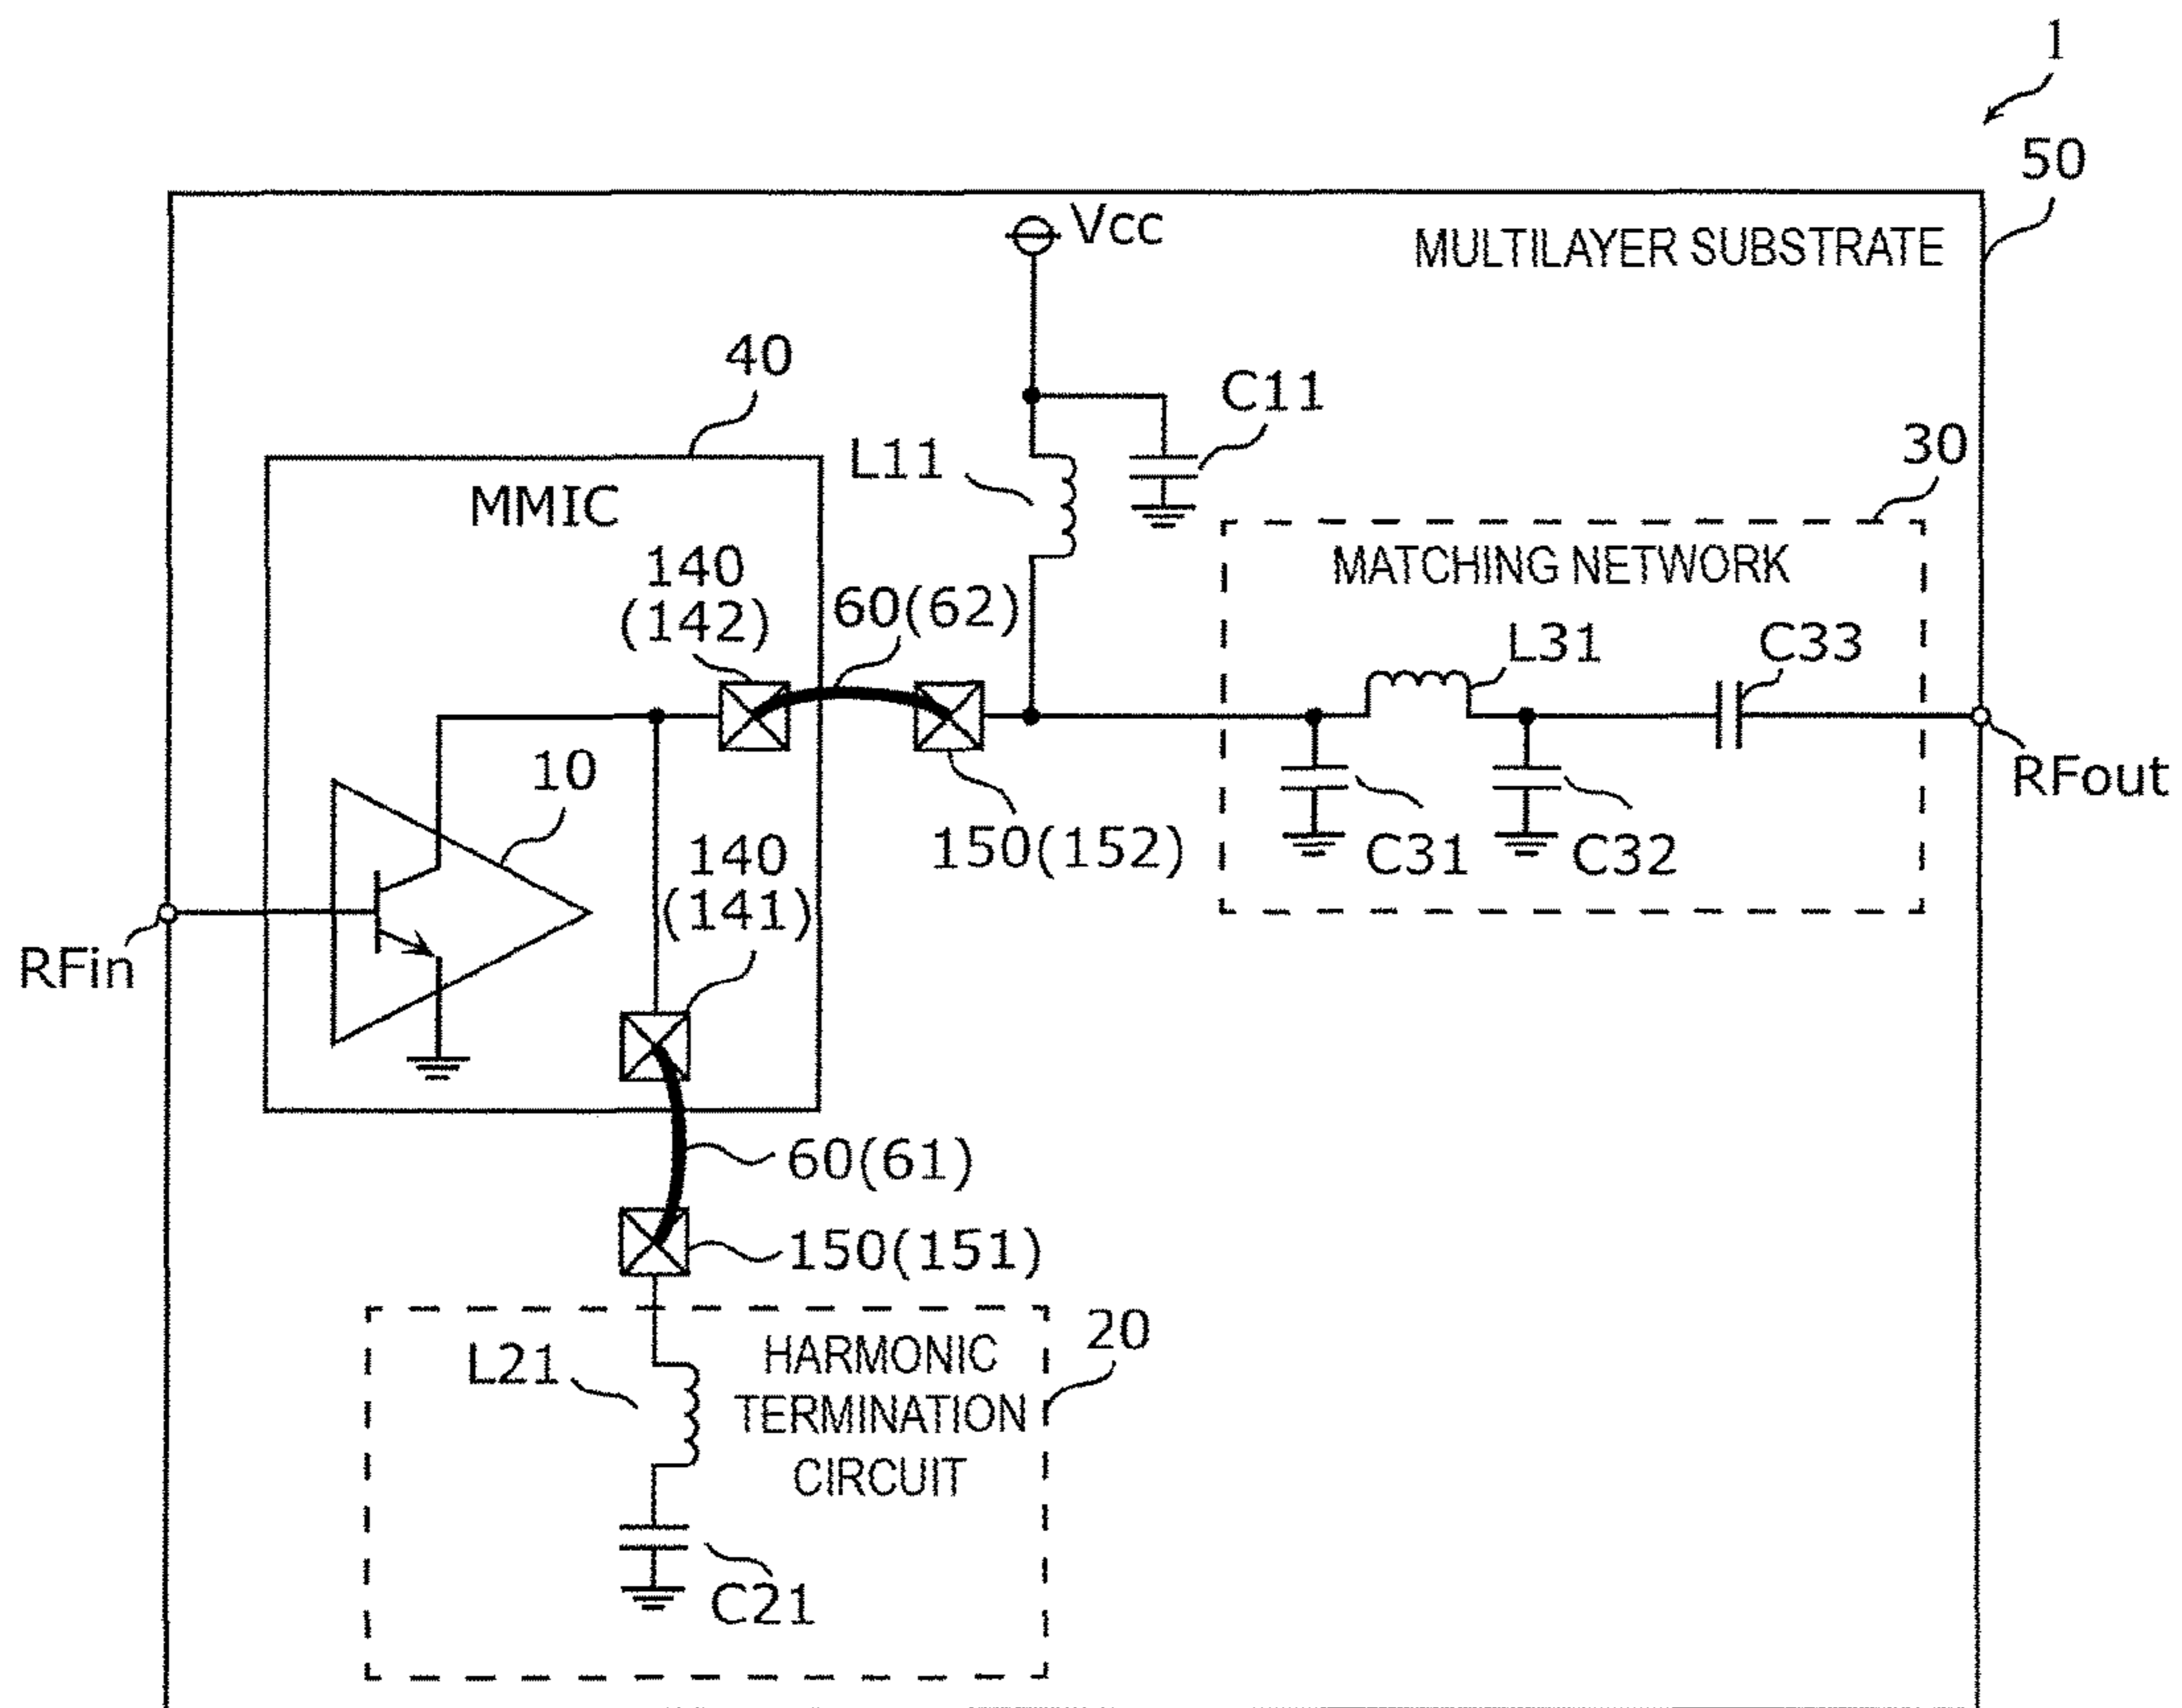 1
50
Vcc
MULTILAYER SUBSTRATE
40
C11
L11
30
MMIC
MATCHING NETWORK
140
(142)
60(62)
L31
C33
10
RFout
140
(141)
150(152)
C31
C32
RFin
60(61)
150(151)
20
L21
HARMONIC
TERMINATION
CIRCUIT
C21